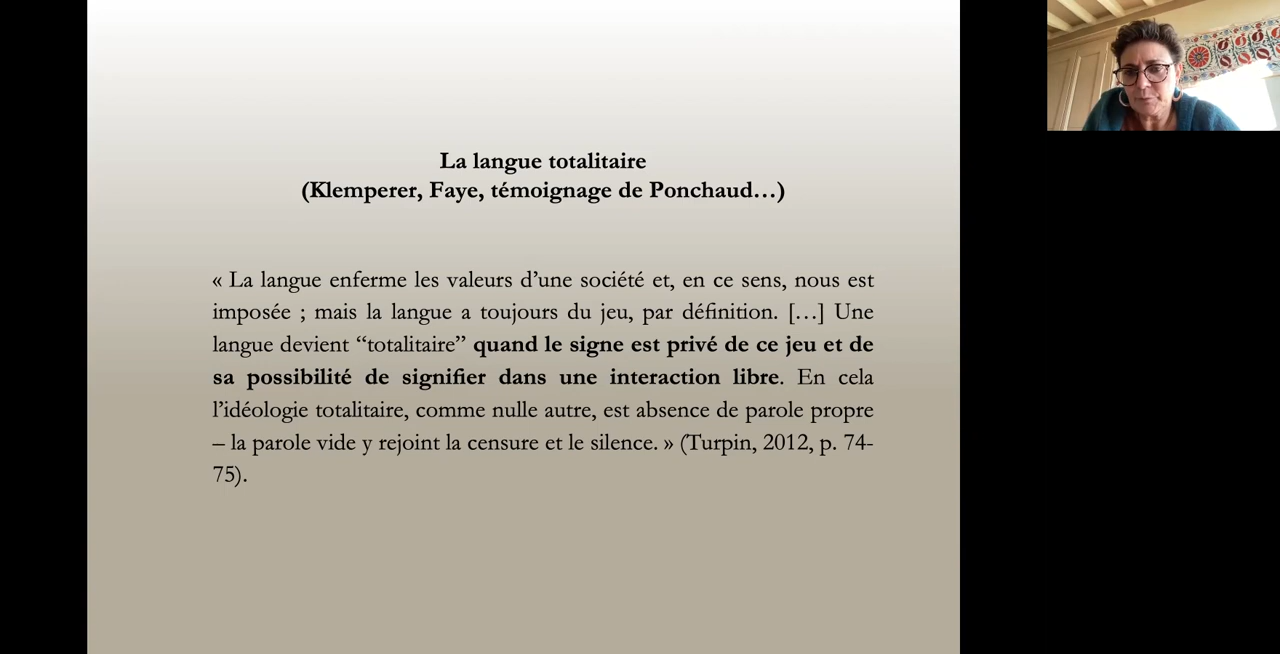 La langue totalitaire
(Klemperer, Faye, témoignage de Ponchaud…)
« La langue enferme les valeurs d’une société et, en ce sens, nous est
imposée ; mais la langue a toujours du jeu, par définition. […] Une
langue devient “totalitaire” quand le signe est privé de ce jeu et de
sa possibilité de signifier dans une interaction libre. En cela
l’idéologie totalitaire, comme nulle autre, est absence de parole propre
– la parole vide y rejoint la censure et le silence. » (Turpin, 2012, p. 74-
75).